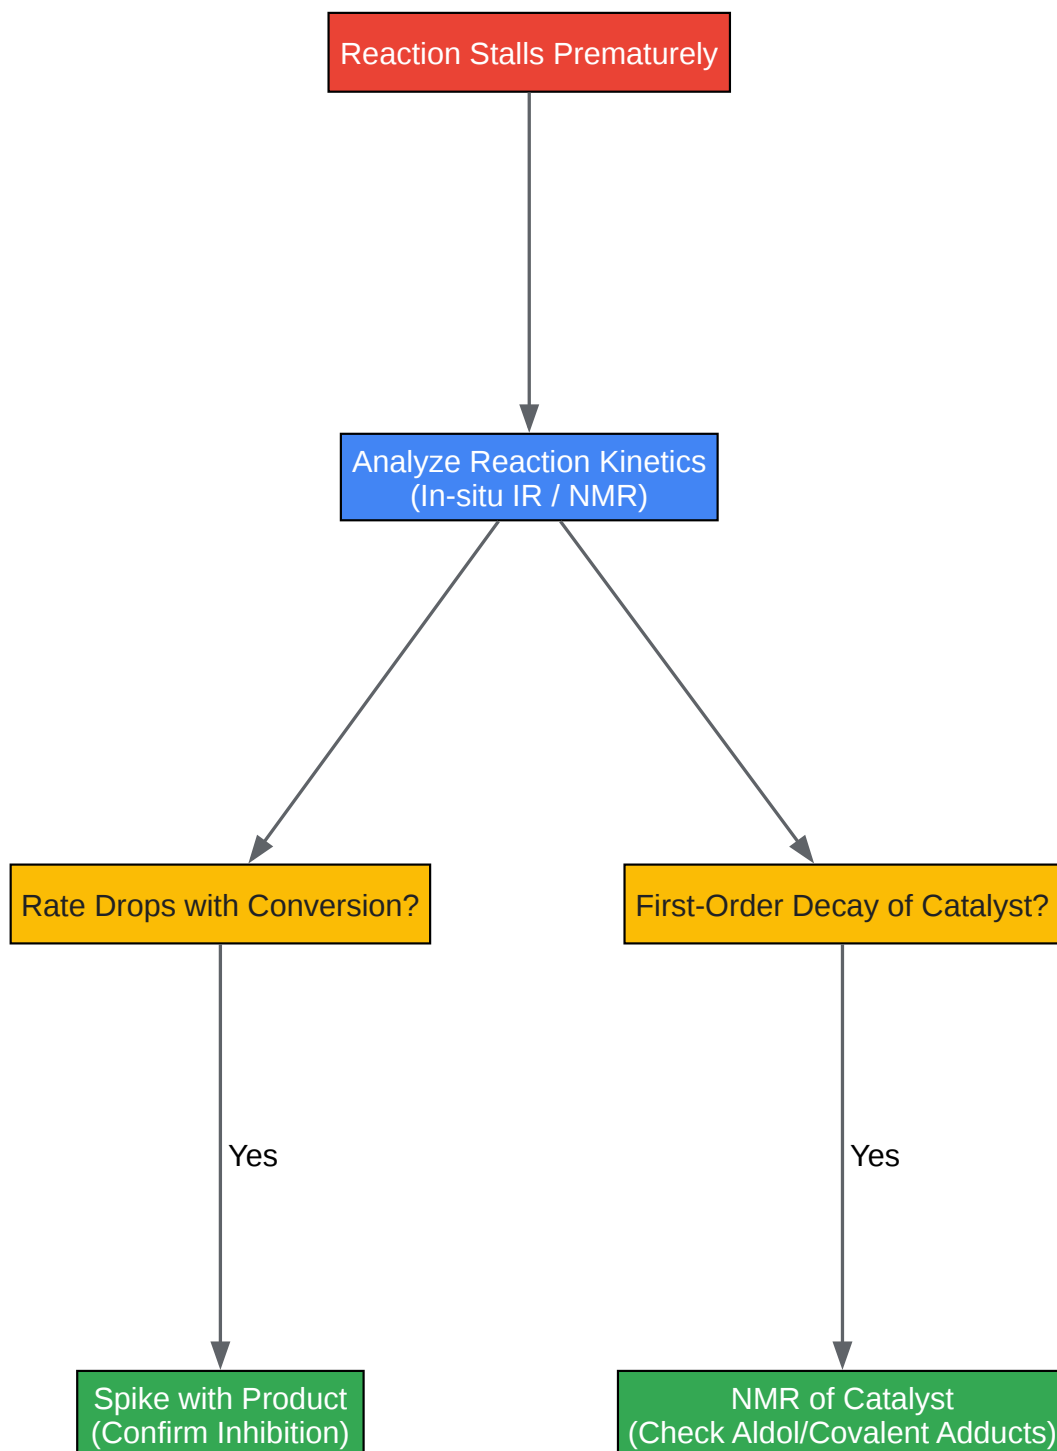 Reaction Stalls Prematurely
Analyze Reaction Kinetics
(In-situ IR / NMR)
Rate Drops with Conversion?
First-Order Decay of Catalyst?
Yes
Yes
Spike with Product
(Confirm Inhibition)
NMR of Catalyst
(Check Aldol/Covalent Adducts)